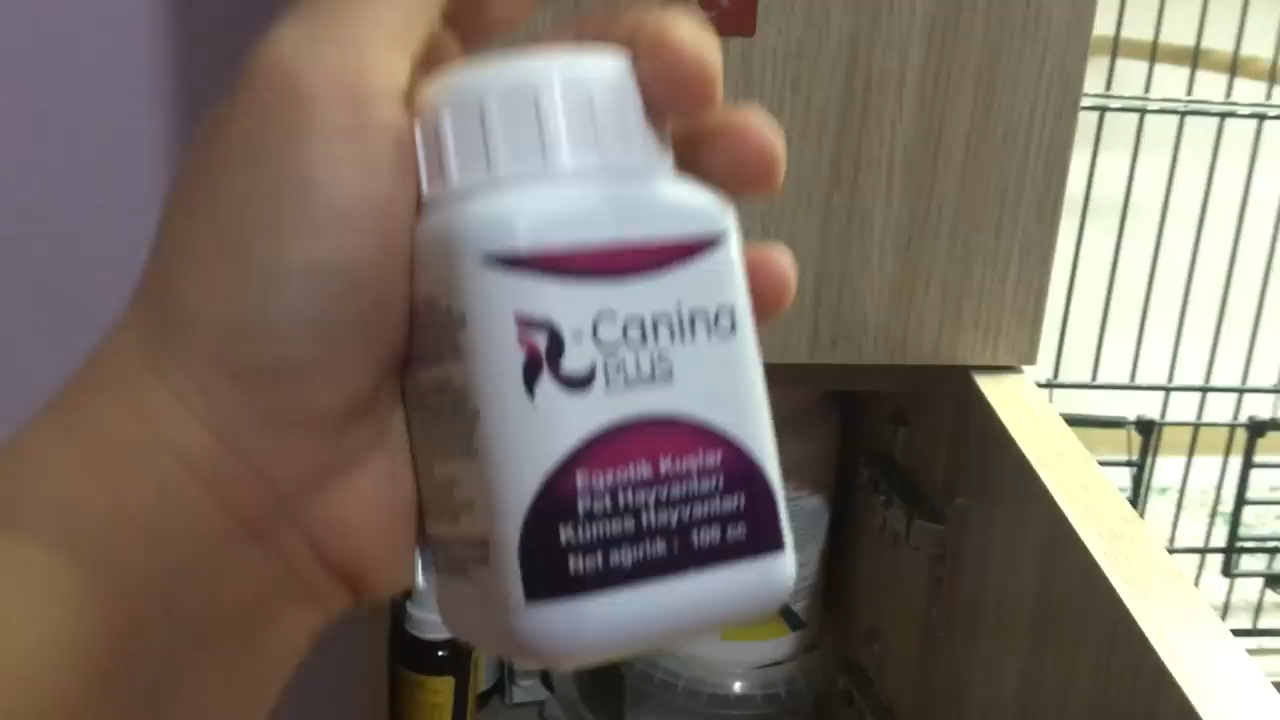 R-Canina
PLUS
Egzotik Kuşlar
Pet Hayvanları
Kümes Hayvanları
Net ağırlık : 100 cc